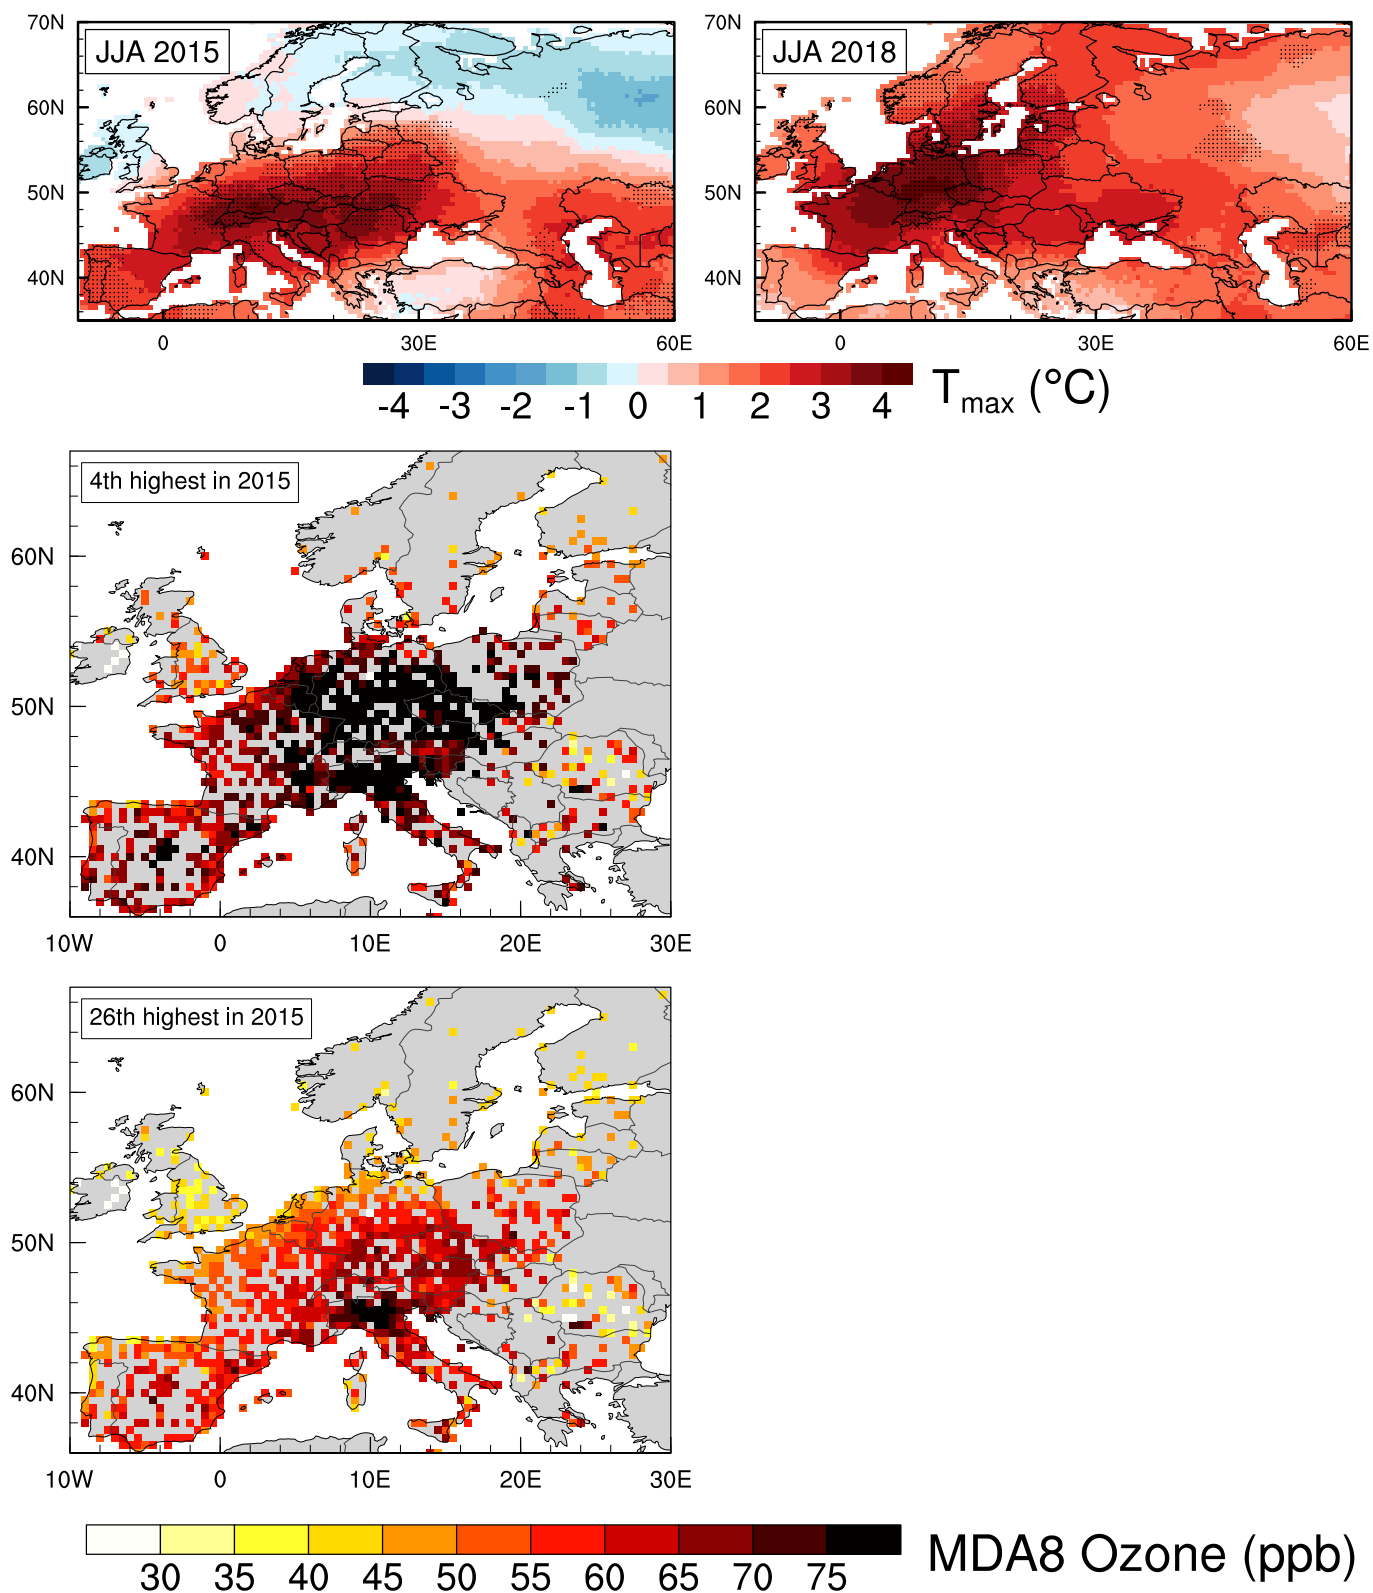 JJA 2015
70N
60N
50N
40N
0
30E
60E
JJA 2018
70N
60N
50N
40N
0
30E
60E
-4 -3 -2 -1 0 1 2 3 4
Tmax (°C)
4th highest in 2015
60N
50N
40N
10W
0
10E
20E
30E
26th highest in 2015
60N
50N
40N
10W
0
10E
20E
30E
30 35 40 45 50 55 60 65 70 75
MDA8 Ozone (ppb)